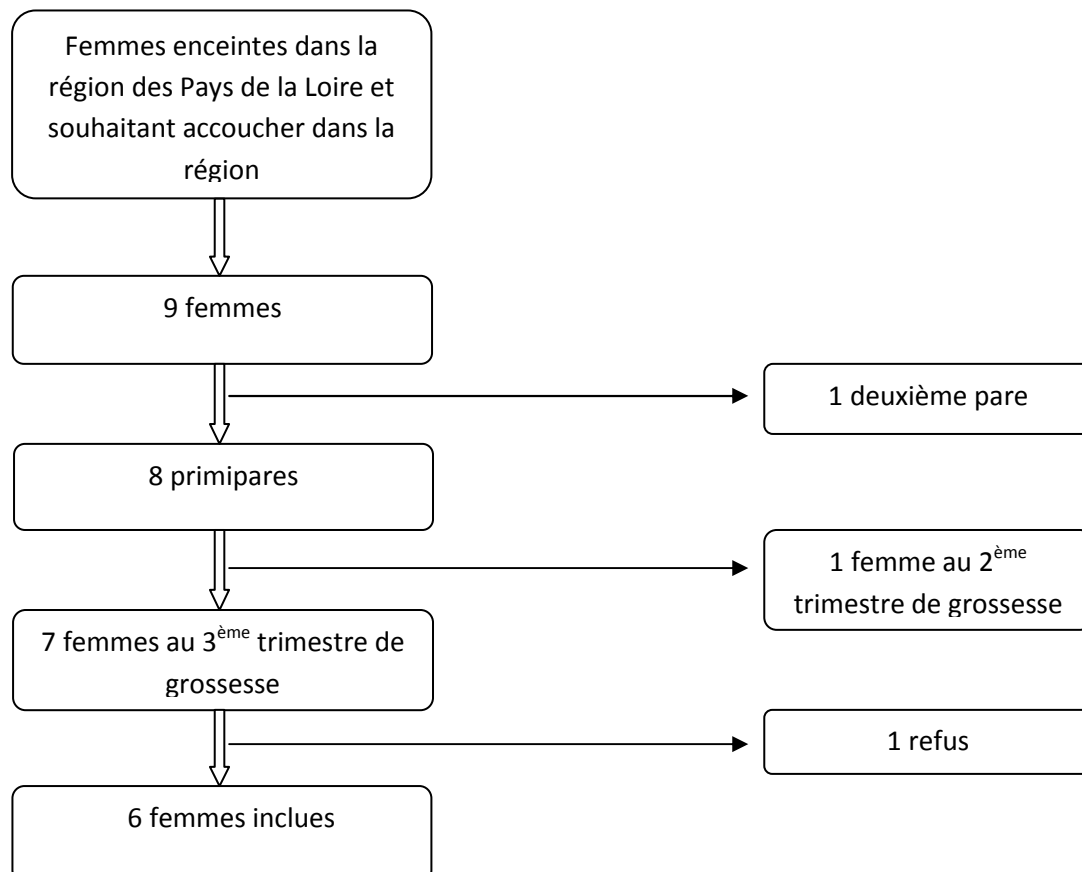 Femmes enceintes dans la
région des Pays de la Loire et
souhaitant accoucher dans la
région
9 femmes
1 deuxième pare
8 primipares
1 femme au 2ème
trimestre de grossesse
7 femmes au 3ème trimestre de
grossesse
1 refus
6 femmes inclues